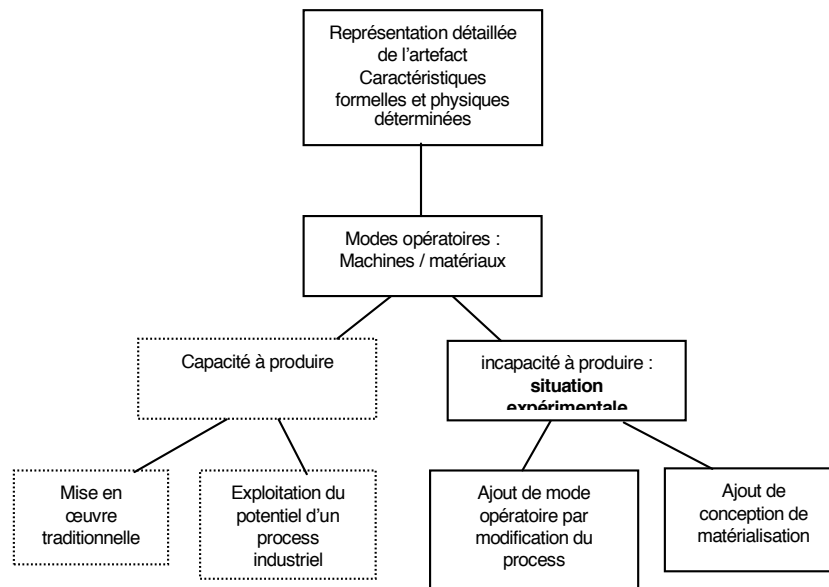 Représentation détaillée
de l'artefact
Caractéristiques
formelles et physiques
déterminées
Modes opératoires :
Machines / matériaux
Capacité à produire
incapacité à produire :
situation
expérimentale
Mise en
œuvre
traditionnelle
Exploitation du
potentiel d'un
process
industriel
Ajout de mode
opératoire par
modification du
process
Ajout de
conception de
matérialisation